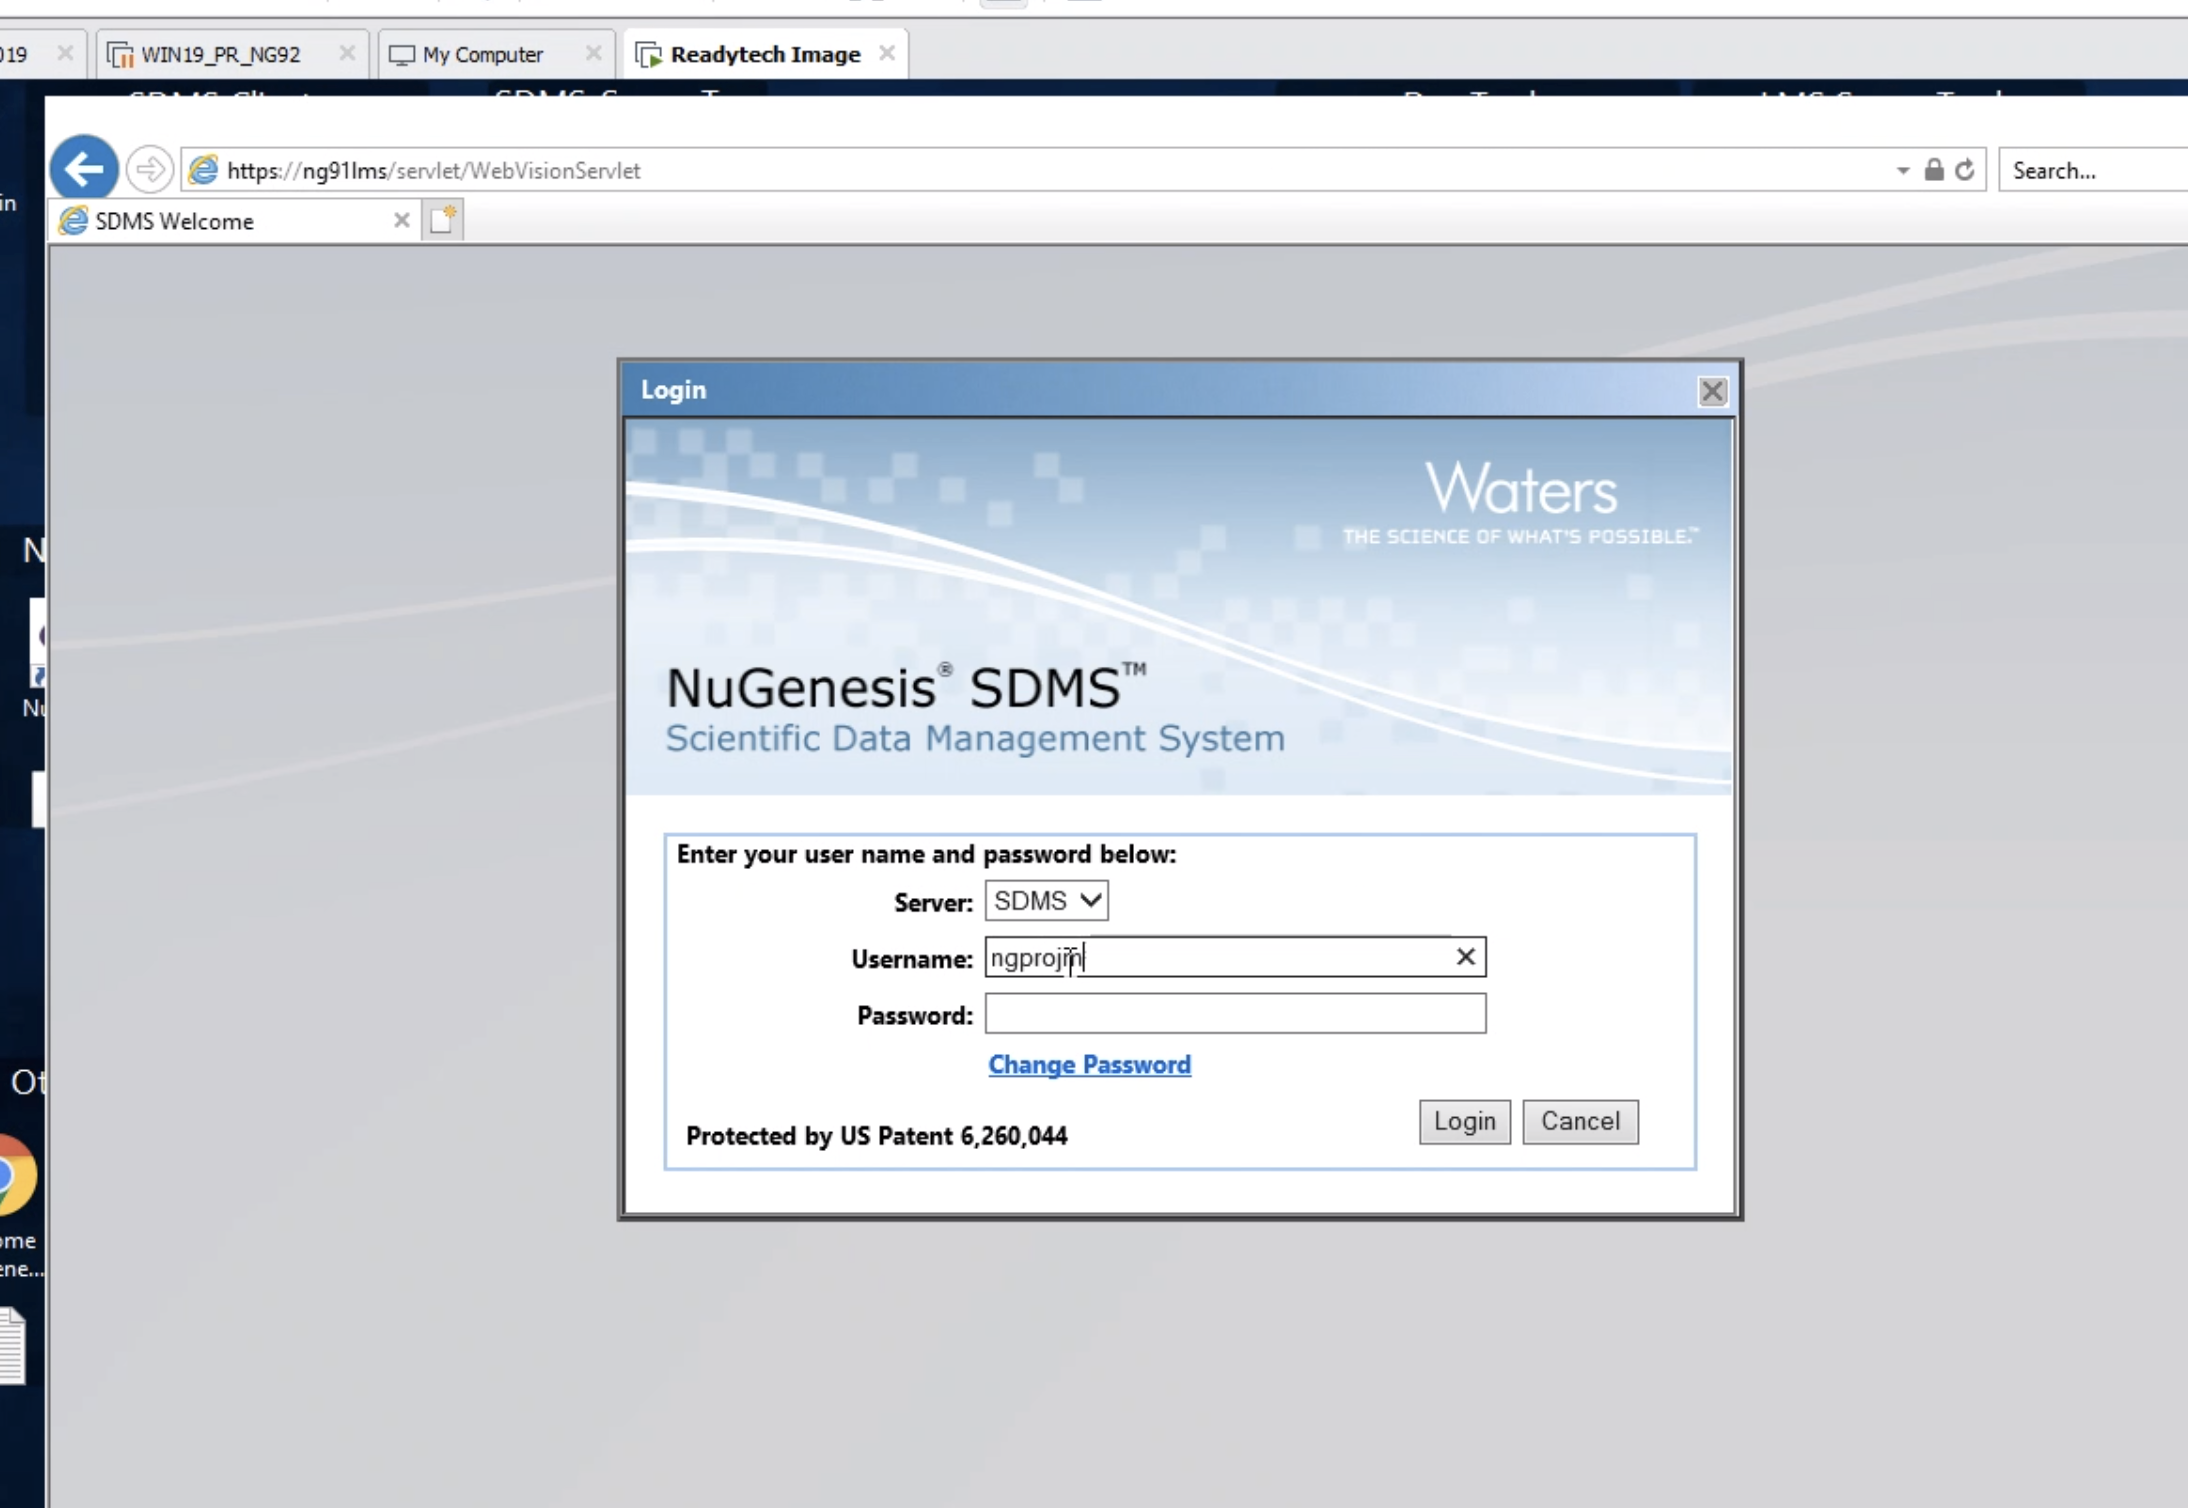 019
WIN19_PR_NG92
My Computer
Readytech Image
https://ng91lms/servlet/WebVisionServlet
Search...
in
SDMS Welcome
Login
Waters
THE SCIENCE OF WHAT'S POSSIBLE.™
N
NuGenesis® SDMS™
Nu
Scientific Data Management System
Enter your user name and password below:
Server: SDMS
Username: ngprojm
Password:
Change Password
Ot
Protected by US Patent 6,260,044
Login Cancel
ome
ene...